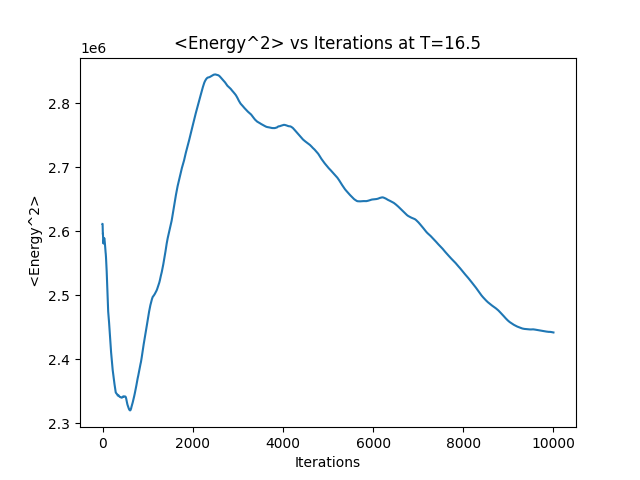 <Energy^2> vs Iterations at T=16.5
1e6
2.8
2.7
2.6
2.5
2.4
2.3
<Energy^2>
0 2000 4000 6000 8000 10000
Iterations